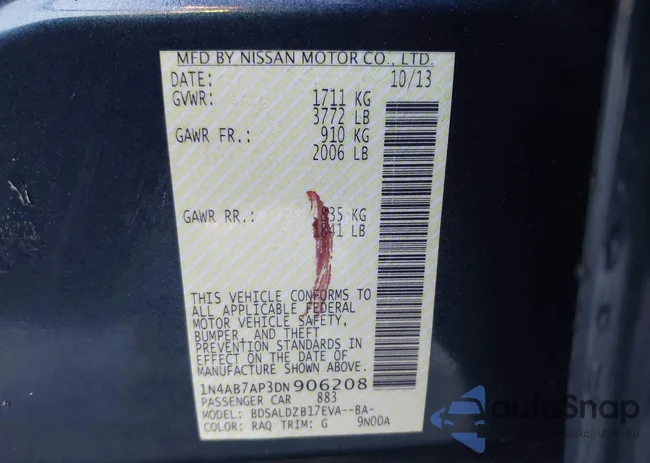 MFD BY NISSAN MOTOR CO., LTD.
DATE: 10/13
GVWR: 1711 KG
3772 LB
GAWR FR.: 910 KG
2006 LB
GAWR RR.: 835 KG
1841 LB
THIS VEHICLE CONFORMS TO
ALL APPLICABLE FEDERAL
MOTOR VEHICLE SAFETY,
BUMPER, AND THEFT
PREVENTION STANDARDS IN
EFFECT ON THE DATE OF
MANUFACTURE SHOWN ABOVE.
1N4AB7AP3DN906208
PASSENGER CAR 883
MODEL: BDSALDZB17EVA--BA-
COLOR: RAQ TRIM: G 9N00A
autoSnap